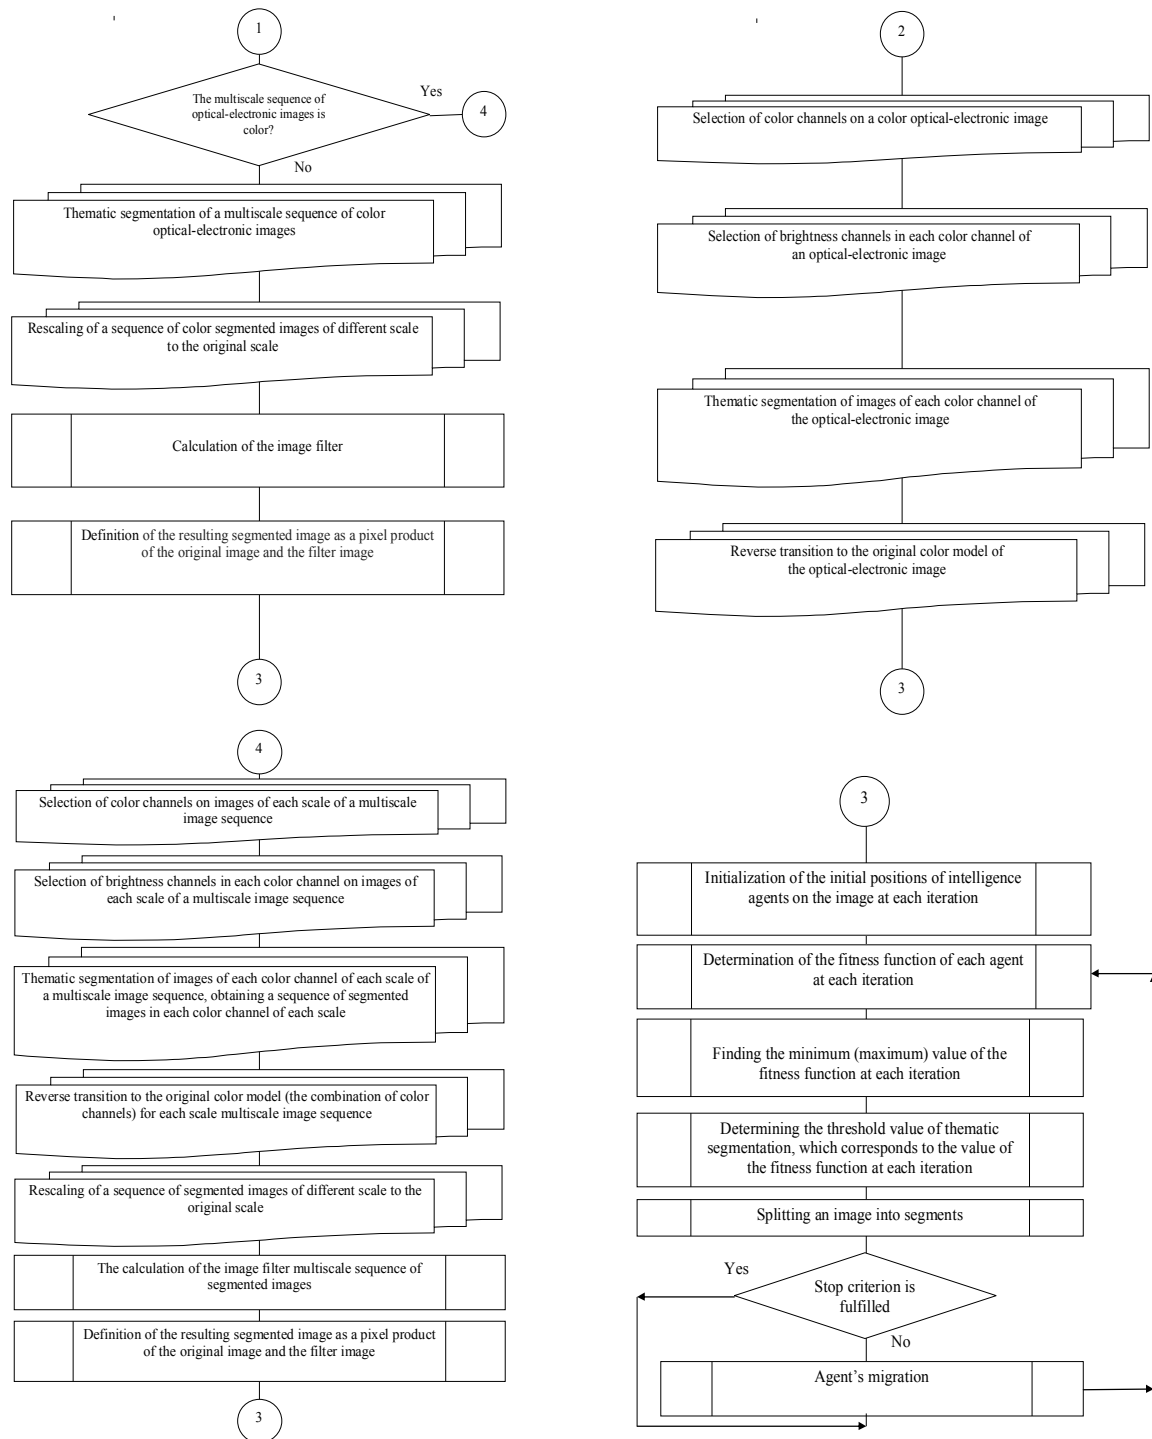 1
The multiscale sequence of
optical-electronic images is
color?
Yes
4
No
Thematic segmentation of a multiscale sequence of color
optical-electronic images
Rescaling of a sequence of color segmented images of different scale
to the original scale
Calculation of the image filter
Definition of the resulting segmented image as a pixel product
of the original image and the filter image
3
2
Selection of color channels on a color optical-electronic image
Selection of brightness channels in each color channel of
an optical-electronic image
Thematic segmentation of images of each color channel of
the optical-electronic image
Reverse transition to the original color model of
the optical-electronic image
3
4
Selection of color channels on images of each scale of a multiscale
image sequence
Selection of brightness channels in each color channel on images of
each scale of a multiscale image sequence
Thematic segmentation of images of each color channel of each scale of
a multiscale image sequence, obtaining a sequence of segmented
images in each color channel of each scale
Reverse transition to the original color model (the combination of color
channels) for each scale multiscale image sequence
Rescaling of a sequence of segmented images of different scale to the
original scale
The calculation of the image filter multiscale sequence of
segmented images
Definition of the resulting segmented image as a pixel product
of the original image and the filter image
3
3
Initialization of the initial positions of intelligence
agents on the image at each iteration
Determination of the fitness function of each agent
at each iteration
Finding the minimum (maximum) value of the
fitness function at each iteration
Determining the threshold value of thematic
segmentation, which corresponds to the value of
the fitness function at each iteration
Splitting an image into segments
Yes
Stop criterion is
fulfilled
No
Agent's migration